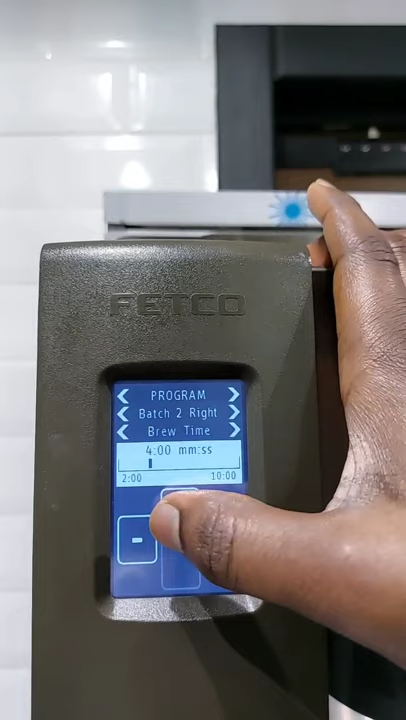 FETCO
PROGRAM
Batch 2 Right
Brew Time
4:00 mm:ss
2:00 10:00
-